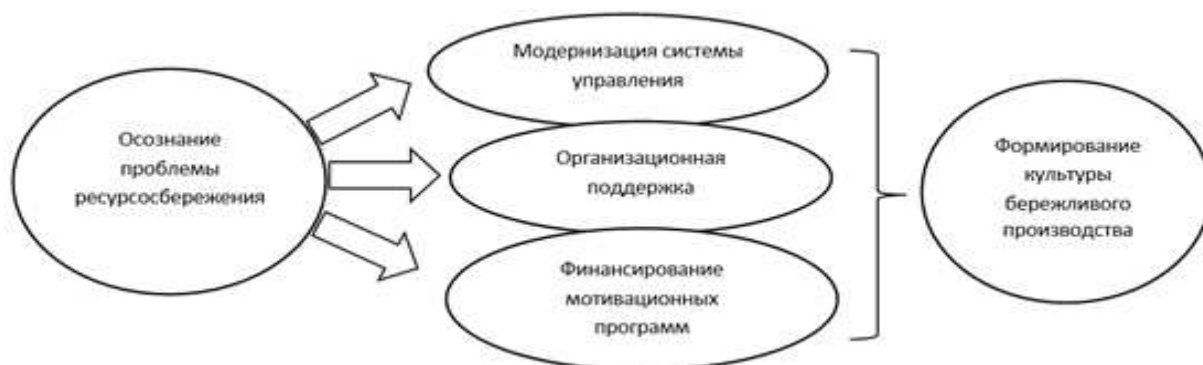 Осознание
проблемы
ресурсосбережения
Модернизация системы
управления
Организационная
поддержка
Финансирование
мотивационных
программ
Формирование
культуры
бережливого
производства